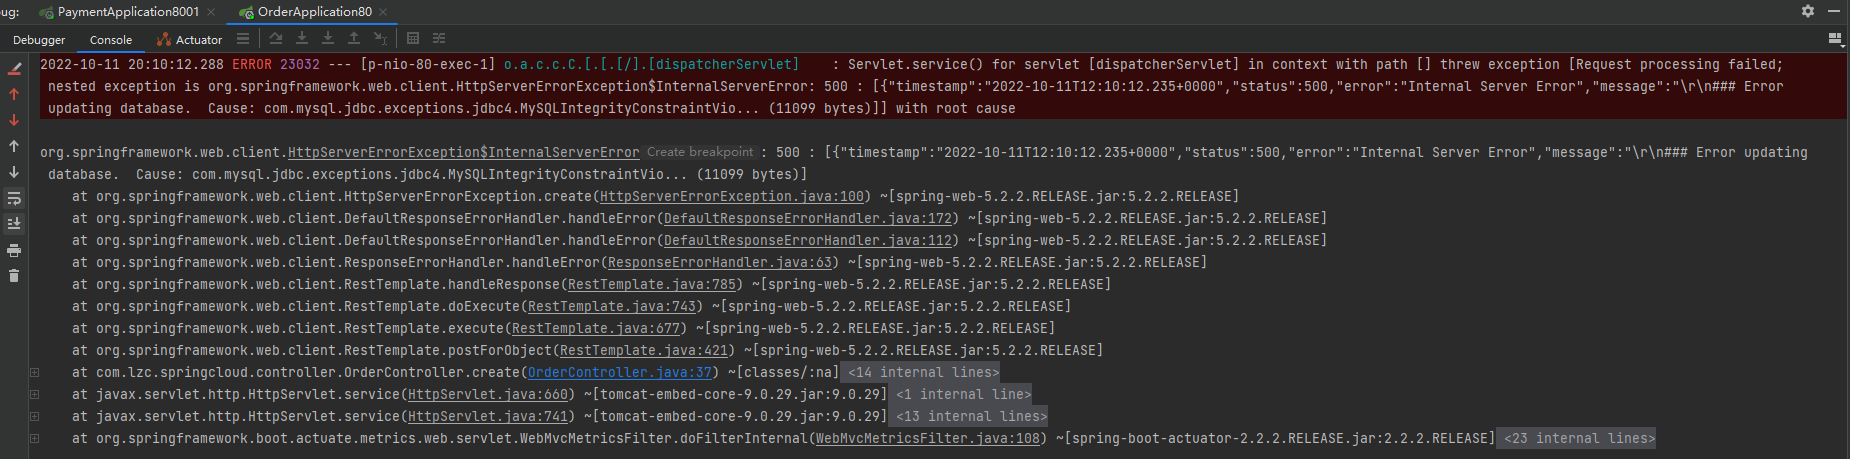 ug: PaymentApplication8001 × OrderApplication80 ×
Debugger Console Actuator
2022-10-11 20:10:12.288 ERROR 23032 --- [p-nio-80-exec-1] o.a.c.c.C.[.[.[/].[dispatcherServlet] : Servlet.service() for servlet [dispatcherServlet] in context with path [] threw exception [Request processing failed;
nested exception is org.springframework.web.client.HttpServerErrorException$InternalServerError: 500 : [{"timestamp":"2022-10-11T12:10:12.235+0000","status":500,"error":"Internal Server Error","message":"\r\n### Error
updating database.  Cause: com.mysql.jdbc.exceptions.jdbc4.MySQLIntegrityConstraintVio... (11099 bytes)]] with root cause
org.springframework.web.client.HttpServerErrorException$InternalServerError Create breakpoint : 500 : [{"timestamp":"2022-10-11T12:10:12.235+0000","status":500,"error":"Internal Server Error","message":"\r\n### Error updating
database.  Cause: com.mysql.jdbc.exceptions.jdbc4.MySQLIntegrityConstraintVio... (11099 bytes)]
at org.springframework.web.client.HttpServerErrorException.create(HttpServerErrorException.java:100) ~[spring-web-5.2.2.RELEASE.jar:5.2.2.RELEASE]
at org.springframework.web.client.DefaultResponseErrorHandler.handleError(DefaultResponseErrorHandler.java:172) ~[spring-web-5.2.2.RELEASE.jar:5.2.2.RELEASE]
at org.springframework.web.client.DefaultResponseErrorHandler.handleError(DefaultResponseErrorHandler.java:112) ~[spring-web-5.2.2.RELEASE.jar:5.2.2.RELEASE]
at org.springframework.web.client.ResponseErrorHandler.handleError(ResponseErrorHandler.java:63) ~[spring-web-5.2.2.RELEASE.jar:5.2.2.RELEASE]
at org.springframework.web.client.RestTemplate.handleResponse(RestTemplate.java:785) ~[spring-web-5.2.2.RELEASE.jar:5.2.2.RELEASE]
at org.springframework.web.client.RestTemplate.doExecute(RestTemplate.java:743) ~[spring-web-5.2.2.RELEASE.jar:5.2.2.RELEASE]
at org.springframework.web.client.RestTemplate.execute(RestTemplate.java:677) ~[spring-web-5.2.2.RELEASE.jar:5.2.2.RELEASE]
at org.springframework.web.client.RestTemplate.postForObject(RestTemplate.java:421) ~[spring-web-5.2.2.RELEASE.jar:5.2.2.RELEASE]
at com.lzc.springcloud.controller.OrderController.create(OrderController.java:37) ~[classes/:na] <14 internal lines>
at javax.servlet.http.HttpServlet.service(HttpServlet.java:660) ~[tomcat-embed-core-9.0.29.jar:9.0.29] <1 internal line>
at javax.servlet.http.HttpServlet.service(HttpServlet.java:741) ~[tomcat-embed-core-9.0.29.jar:9.0.29] <13 internal lines>
at org.springframework.boot.actuate.metrics.web.servlet.WebMvcMetricsFilter.doFilterInternal(WebMvcMetricsFilter.java:108) ~[spring-boot-actuator-2.2.2.RELEASE.jar:2.2.2.RELEASE] <23 internal lines>